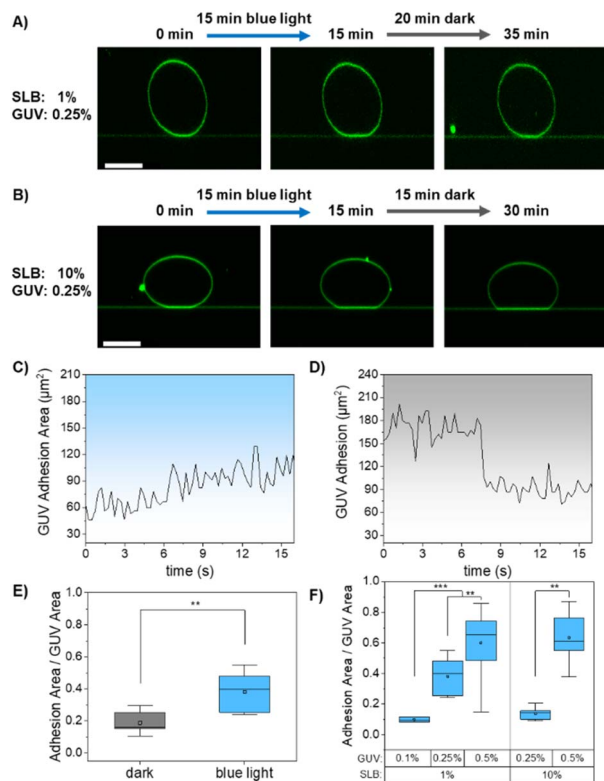 A)
15 min blue light
20 min dark
0 min
15 min
35 min
SLB: 1%
GUV: 0.25%
B)
15 min blue light
15 min dark
0 min
15 min
30 min
SLB: 10%
GUV: 0.25%
C)
GUV Adhesion Area (µm²)
210
180
150
120
90
60
30
0 3 6 9 12 15
time (s)
D)
GUV Adhesion (µm²)
240
210
180
150
120
90
60
30
0 3 6 9 12 15
time (s)
E)
Adhesion Area / GUV Area
1.0
0.8
0.6
0.4
0.2
0.0
**
dark blue light
F)
Adhesion Area / GUV Area
1.0
0.8
0.6
0.4
0.2
0.0
*** ** **
GUV: 0.1% 0.25% 0.5% 0.25% 0.5%
SLB: 1% 10%